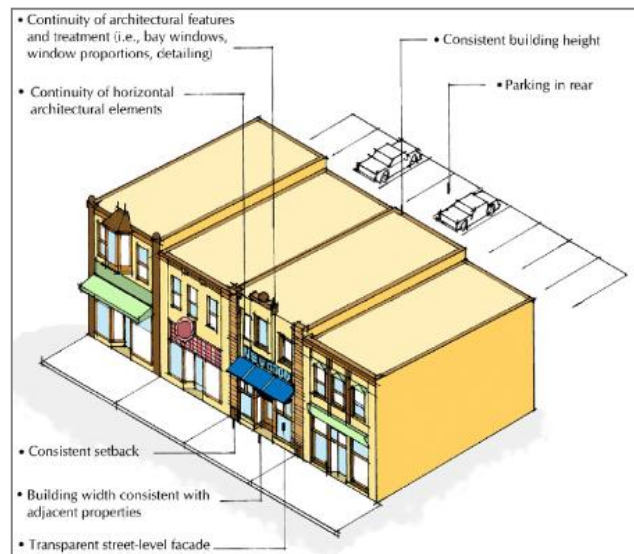 • Continuity of architectural features
and treatment (i.e., bay windows,
window proportions, detailing)
• Continuity of horizontal
architectural elements
• Consistent building height
• Parking in rear
• Consistent setback
• Building width consistent with
adjacent properties
• Transparent street-level facade